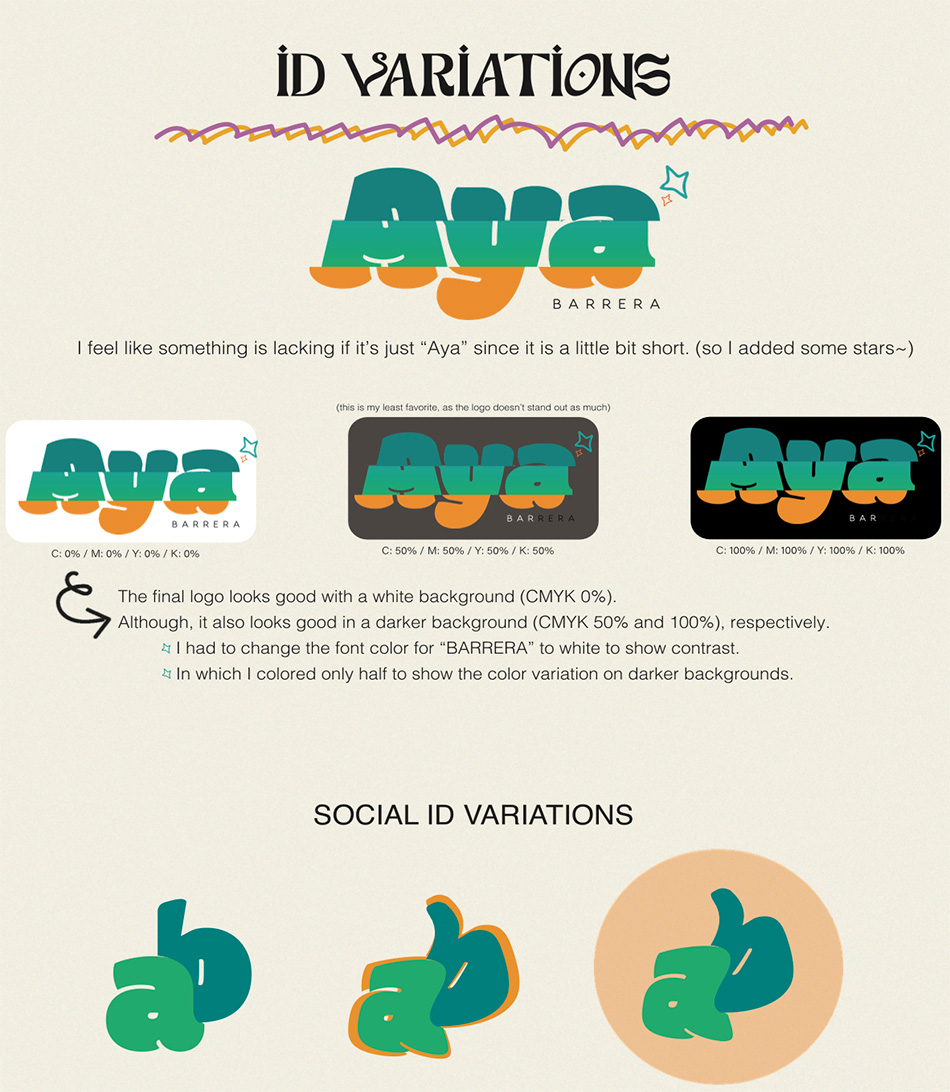 iD VARiATiONS
Aya
BARRERA
I feel like something is lacking if it's just “Aya” since it is a little bit short. (so I added some stars~)
(this is my least favorite, as the logo doesn't stand out as much)
Aya
BARRERA
Aya
BARRERA
Aya
BARRERA
C: 0% / M: 0% / Y: 0% / K: 0%
C: 50% / M: 50% / Y: 50% / K: 50%
C: 100% / M: 100% / Y: 100% / K: 100%
The final logo looks good with a white background (CMYK 0%).
Although, it also looks good in a darker background (CMYK 50% and 100%), respectively.
I had to change the font color for “BARRERA” to white to show contrast.
In which I colored only half to show the color variation on darker backgrounds.
SOCIAL ID VARIATIONS
ab
ab
ab